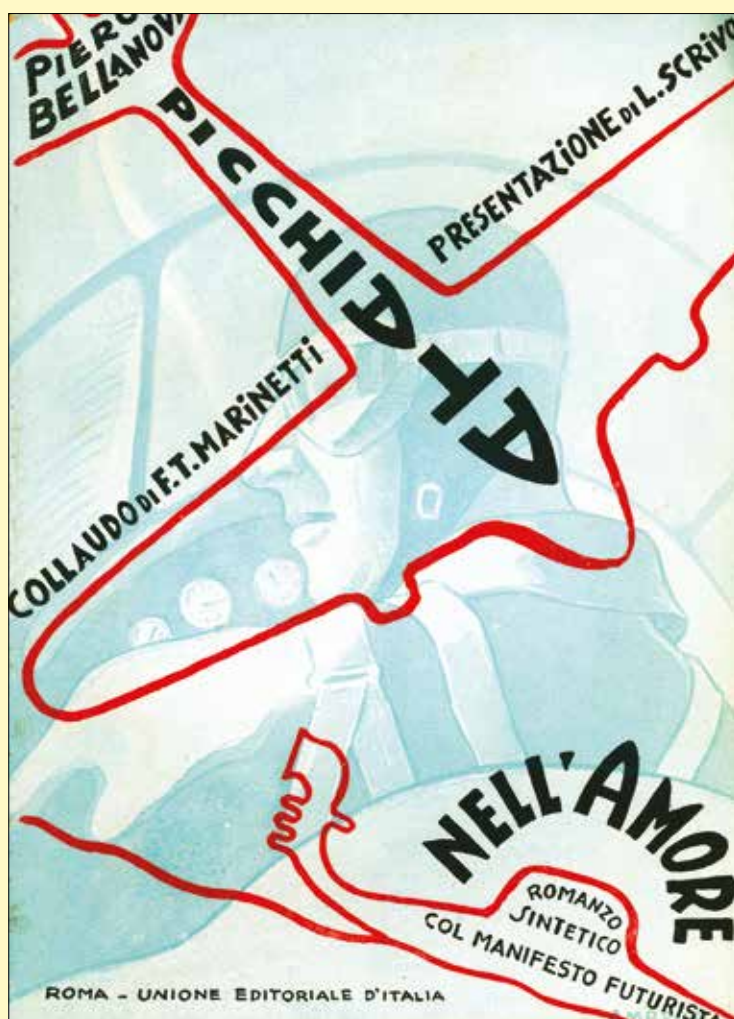 PIERO
BELLANOVA
PICCHIATA
PRESENTAZIONE DI L. SCRIVO
COLLAUDO DI F.T. MARINETTI
NELL'AMORE
ROMANZO
SINTETICO
COL MANIFESTO FUTURISTA
ROMA - UNIONE EDITORIALE D'ITALIA